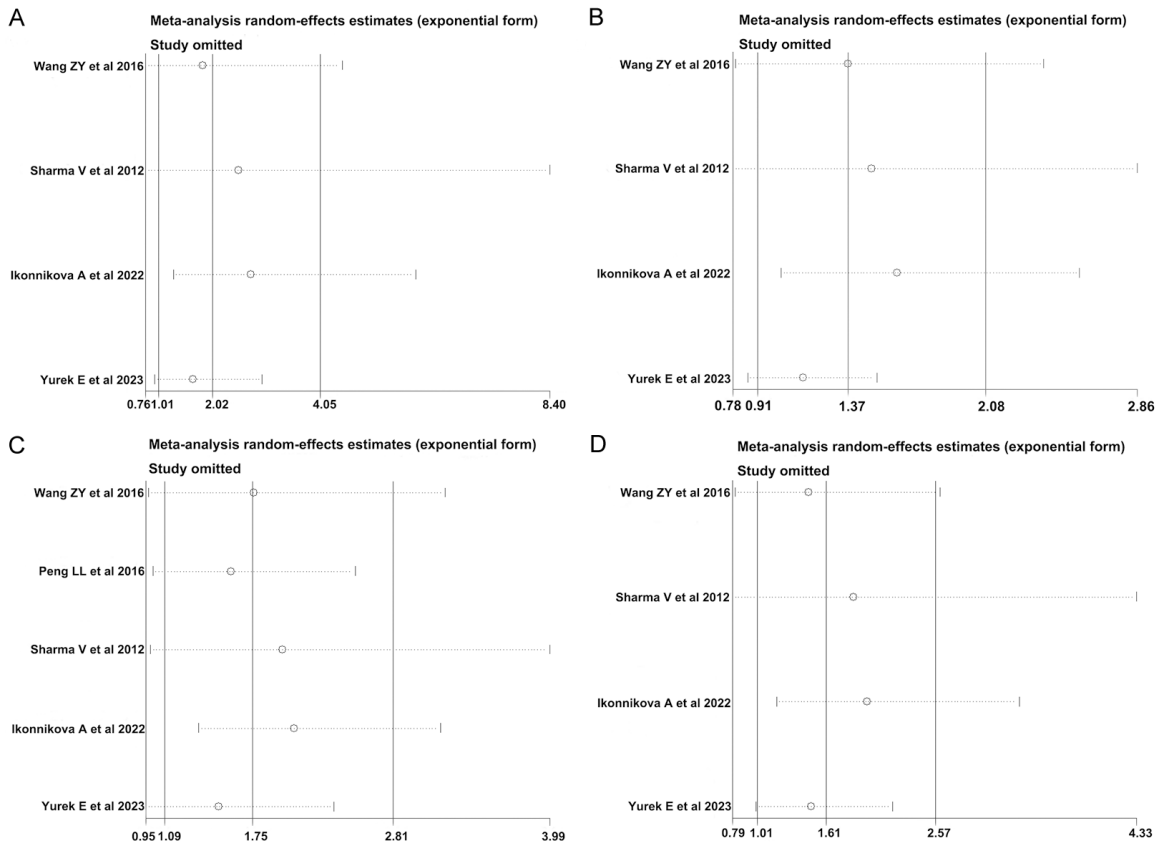 A
Meta-analysis random-effects estimates (exponential form)
Study omitted
Wang ZY et al 2016
Sharma V et al 2012
Ikonnikova A et al 2022
Yurek E et al 2023
0.76 1.01 2.02 4.05 8.40
B
Meta-analysis random-effects estimates (exponential form)
Study omitted
Wang ZY et al 2016
Sharma V et al 2012
Ikonnikova A et al 2022
Yurek E et al 2023
0.78 0.91 1.37 2.08 2.86
C
Meta-analysis random-effects estimates (exponential form)
Study omitted
Wang ZY et al 2016
Peng LL et al 2016
Sharma V et al 2012
Ikonnikova A et al 2022
Yurek E et al 2023
0.95 1.09 1.75 2.81 3.99
D
Meta-analysis random-effects estimates (exponential form)
Study omitted
Wang ZY et al 2016
Sharma V et al 2012
Ikonnikova A et al 2022
Yurek E et al 2023
0.79 1.01 1.61 2.57 4.33